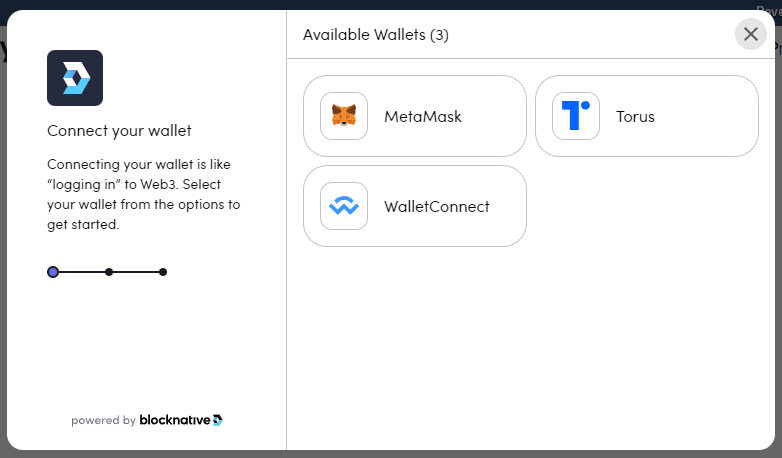 Available Wallets (3)
Connect your wallet
Connecting your wallet is like
“logging in” to Web3. Select
your wallet from the options to
get started.
MetaMask
Torus
WalletConnect
powered by blocknative